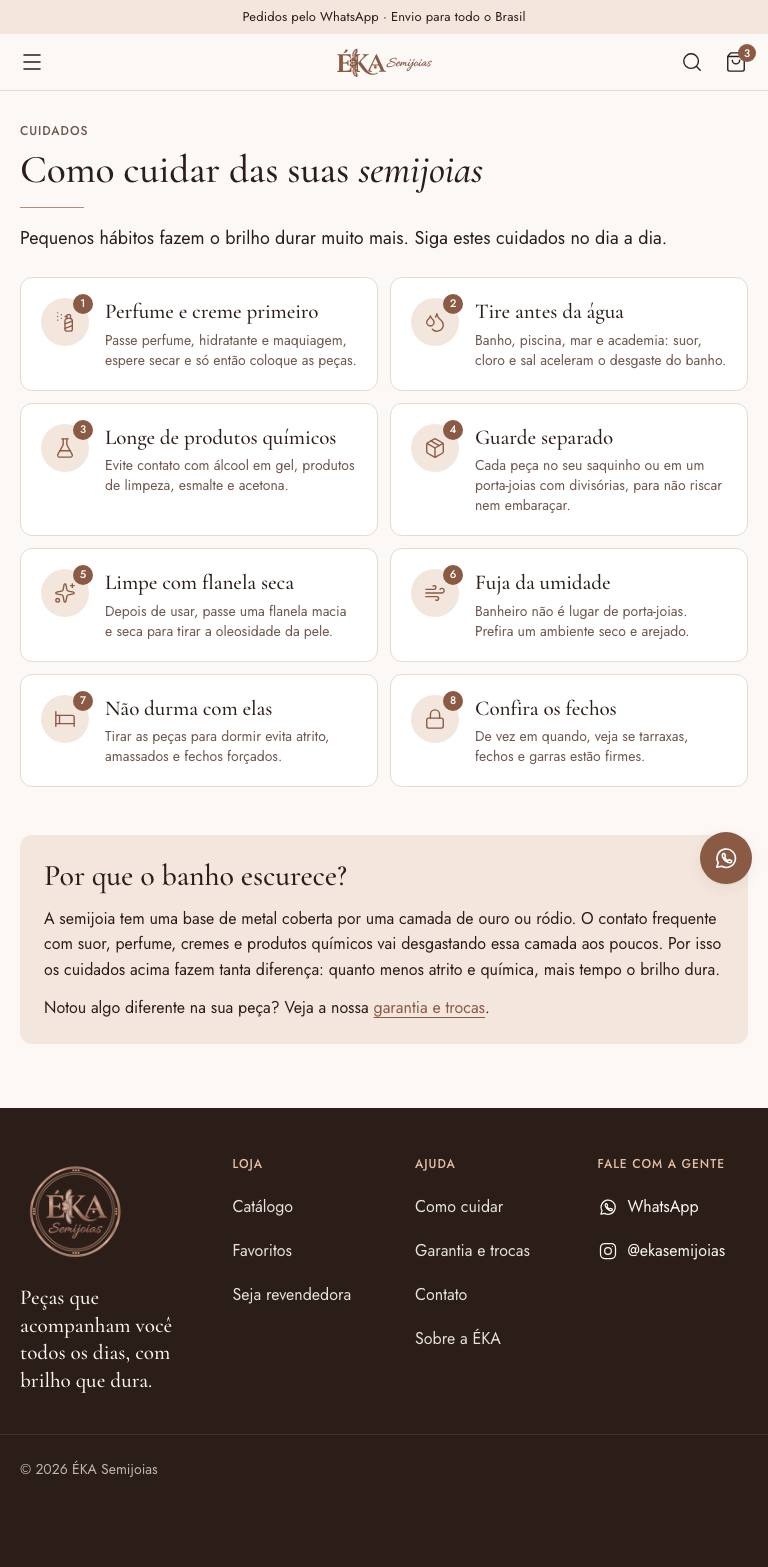 Pedidos pelo WhatsApp · Envio para todo o Brasil
ÉKA Semijoias
3
CUIDADOS
Como cuidar das suas semijoias
Pequenos hábitos fazem o brilho durar muito mais. Siga estes cuidados no dia a dia.
1
Perfume e creme primeiro
Passe perfume, hidratante e maquiagem,
espere secar e só então coloque as peças.
2
Tire antes da água
Banho, piscina, mar e academia: suor,
cloro e sal aceleram o desgaste do banho.
3
Longe de produtos químicos
Evite contato com álcool em gel, produtos
de limpeza, esmalte e acetona.
4
Guarde separado
Cada peça no seu saquinho ou em um
porta-joias com divisórias, para não riscar
nem embaraçar.
5
Limpe com flanela seca
Depois de usar, passe uma flanela macia
e seca para tirar a oleosidade da pele.
6
Fuja da umidade
Banheiro não é lugar de porta-joias.
Prefira um ambiente seco e arejado.
7
Não durma com elas
Tirar as peças para dormir evita atrito,
amassados e fechos forçados.
8
Confira os fechos
De vez em quando, veja se tarraxas,
fechos e garras estão firmes.
Por que o banho escurece?
A semijoia tem uma base de metal coberta por uma camada de ouro ou ródio. O contato frequente
com suor, perfume, cremes e produtos químicos vai desgastando essa camada aos poucos. Por isso
os cuidados acima fazem tanta diferença: quanto menos atrito e química, mais tempo o brilho dura.
Notou algo diferente na sua peça? Veja a nossa garantia e trocas.
ÉKA
Semijoias
Peças que
acompanham você
todos os dias, com
brilho que dura.
LOJA
Catálogo
Favoritos
Seja revendedora
AJUDA
Como cuidar
Garantia e trocas
Contato
Sobre a ÉKA
FALE COM A GENTE
WhatsApp
@ekasemijoias
© 2026 ÉKA Semijoias